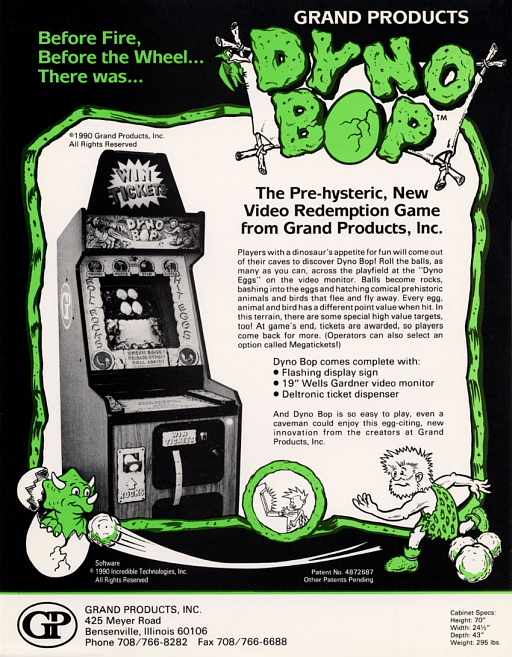 GRAND PRODUCTS
Before Fire,
Before the Wheel...
There was...
DYNO
BOP™
©1990 Grand Products, Inc.
All Rights Reserved
WIN
TICKETS
DYNO
BOP
ROLL ROCKS
HIT EGGS
BREAK EGGS!
RELEASE EXTRA!
ROLL AGAIN!
WIN
TICKETS
ROCKS
GP
The Pre-hysteric, New
Video Redemption Game
from Grand Products, Inc.
Players with a dinosaur's appetite for fun will come
out of their caves to discover Dyno Bop! Roll the balls, as
many as you can, across the playfield at the "Dyno
Eggs" on the video monitor. Balls become rocks,
bashing into the eggs and hatching comical prehistoric
animals and birds that flee and fly away. Every egg,
animal and bird has a different point value when hit. In
this terrain, there are some special high value targets,
too! At game's end, tickets are awarded, so players
come back for more. (Operators can also select an
option called Megatickets!)
Dyno Bop comes complete with:
● Flashing display sign
● 19" Wells Gardner video monitor
● Deltronic ticket dispenser
And Dyno Bop is so easy to play, even a
caveman could enjoy this egg-citing, new
innovation from the creators at Grand
Products, Inc.
Software
© 1990 Incredible Technologies, Inc.
All Rights Reserved
Patent No. 4872687
Other Patents Pending
GP
GRAND PRODUCTS, INC.
425 Meyer Road
Bensenville, Illinois 60106
Phone 708/766-8282 Fax 708/766-6688
Cabinet Specs:
Height: 70"
Width: 24½"
Depth: 43"
Weight: 295 lbs.